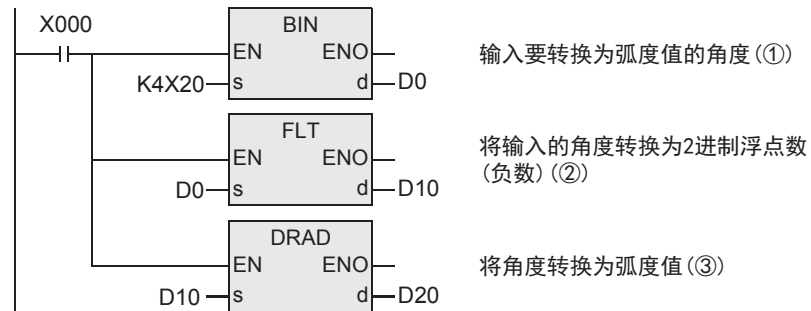 X000
BIN
EN ENO
K4X20 s d D0
输入要转换为弧度值的角度(①)
FLT
EN ENO
D0 s d D10
将输入的角度转换为2进制浮点数
(负数)(②)
DRAD
EN ENO
D10 s d D20
将角度转换为弧度值(③)